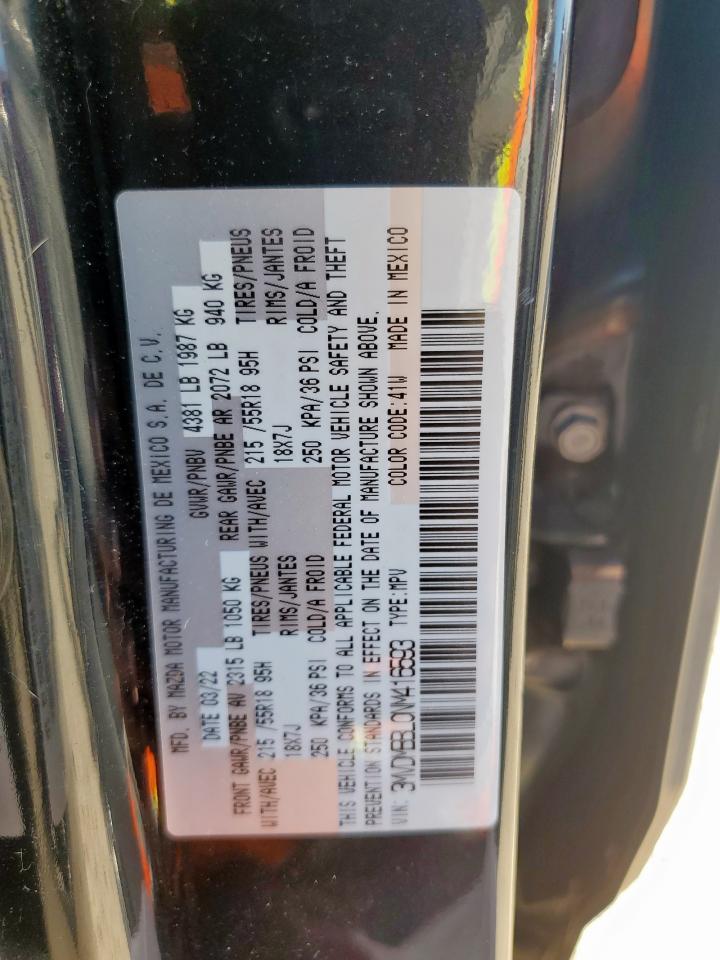 MFD. BY MAZDA MOTOR MANUFACTURING DE MEXICO S.A. DE C.V.
DATE 03/22 GVWR/PNBV 4381 LB 1987 KG
FRONT GAWR/PNBE AV 2315 LB 1050 KG REAR GAWR/PNBE AR 2072 LB 940 KG
WITH/AVEC 215 /55R18 95H TIRES/PNEUS WITH/AVEC 215 /55R18 95H TIRES/PNEUS
18X7J RIMS/JANTES 18X7J RIMS/JANTES
250 KPA/36 PSI COLD/A FROID 250 KPA/36 PSI COLD/A FROID
THIS VEHICLE CONFORMS TO ALL APPLICABLE FEDERAL MOTOR VEHICLE SAFETY AND THEFT
PREVENTION STANDARDS IN EFFECT ON THE DATE OF MANUFACTURE SHOWN ABOVE.
VIN: 3MVDMBBL0NM416593 TYPE:MPV COLOR CODE:41W MADE IN MEXICO